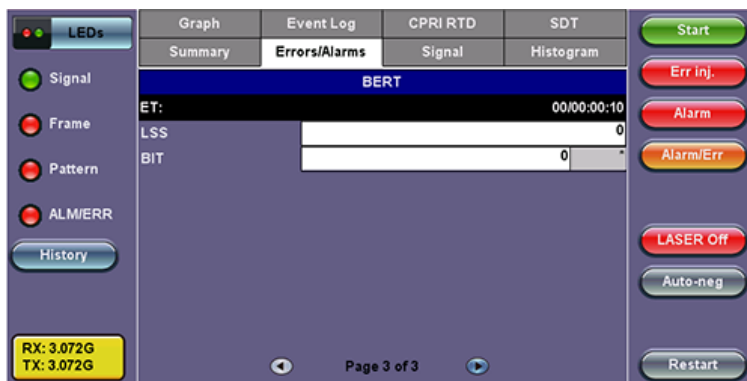 LEDs
Signal
Frame
Pattern
ALM/ERR
History
RX: 3.072G
TX: 3.072G
Graph Event Log CPRI RTD SDT
Summary Errors/Alarms Signal Histogram
BERT
ET: 00/00:00:10
LSS 0
BIT 0 *
Page 3 of 3
Start
Err inj.
Alarm
Alarm/Err
LASER Off
Auto-neg
Restart